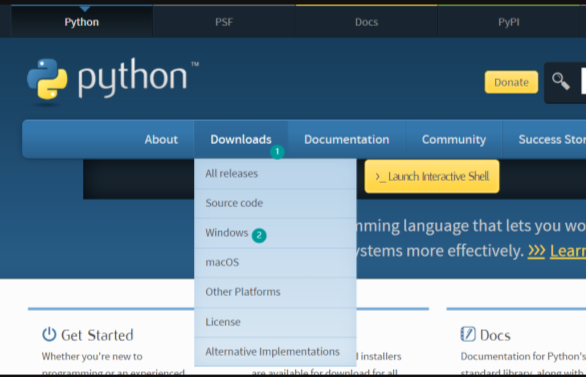 Python PSF Docs PyPI
python™
Donate
About Downloads Documentation Community Success Stor
1
All releases
>_ Launch Interactive Shell
Source code
Windows 2
mming language that lets you wo
macOS
ystems more effectively. >>> Learn
Other Platforms
License
Get Started
Docs
Alternative Implementations
Whether you're new to
l installers
Documentation for Python's
programming or an experienced
are available for download for all
standard library, along with